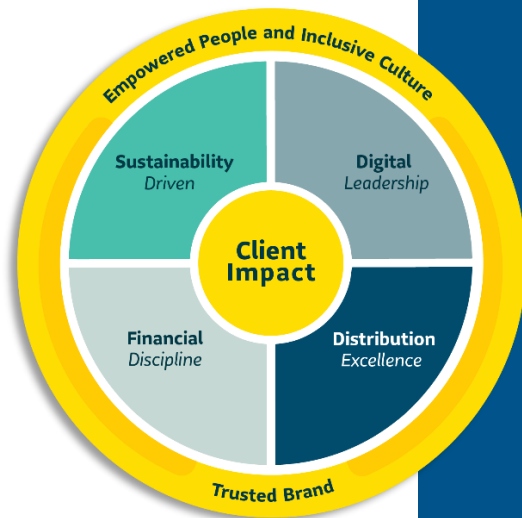 Empowered People and Inclusive Culture
Sustainability
Driven
Digital
Leadership
Client
Impact
Financial
Discipline
Distribution
Excellence
Trusted Brand